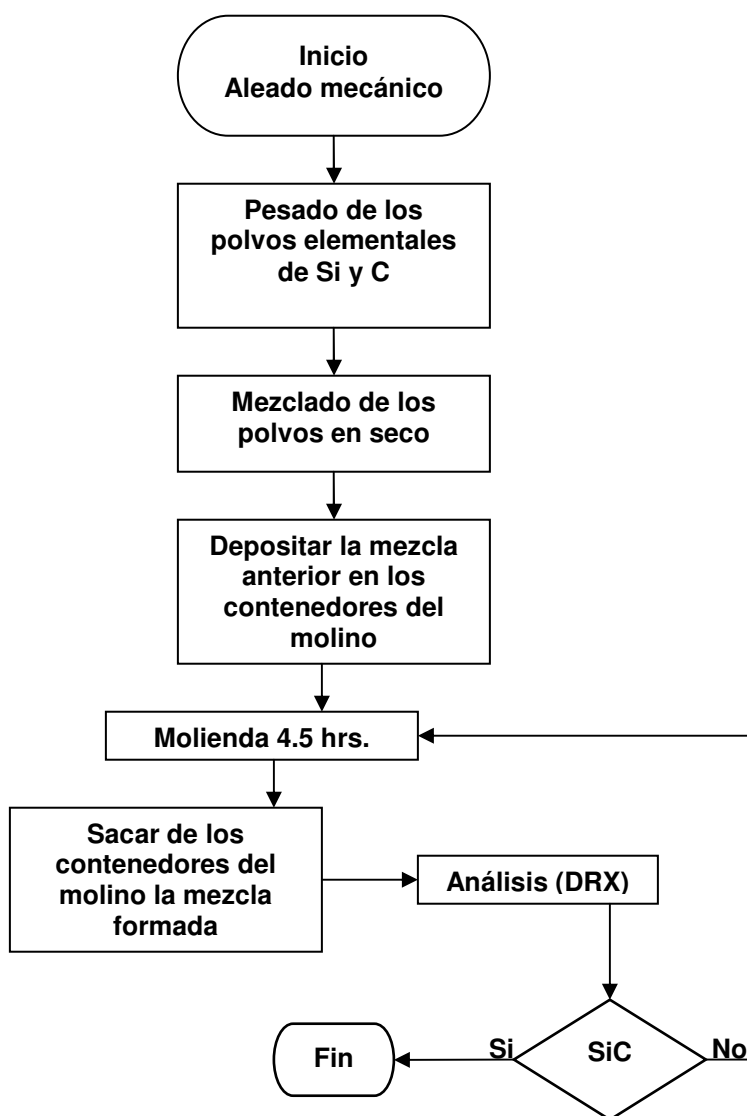 Inicio
Aleado mecánico
Pesado de los
polvos elementales
de Si y C
Mezclado de los
polvos en seco
Depositar la mezcla
anterior en los
contenedores del
molino
Molienda 4.5 hrs.
Sacar de los
contenedores del
molino la mezcla
formada
Análisis (DRX)
Fin
Si
SiC
No